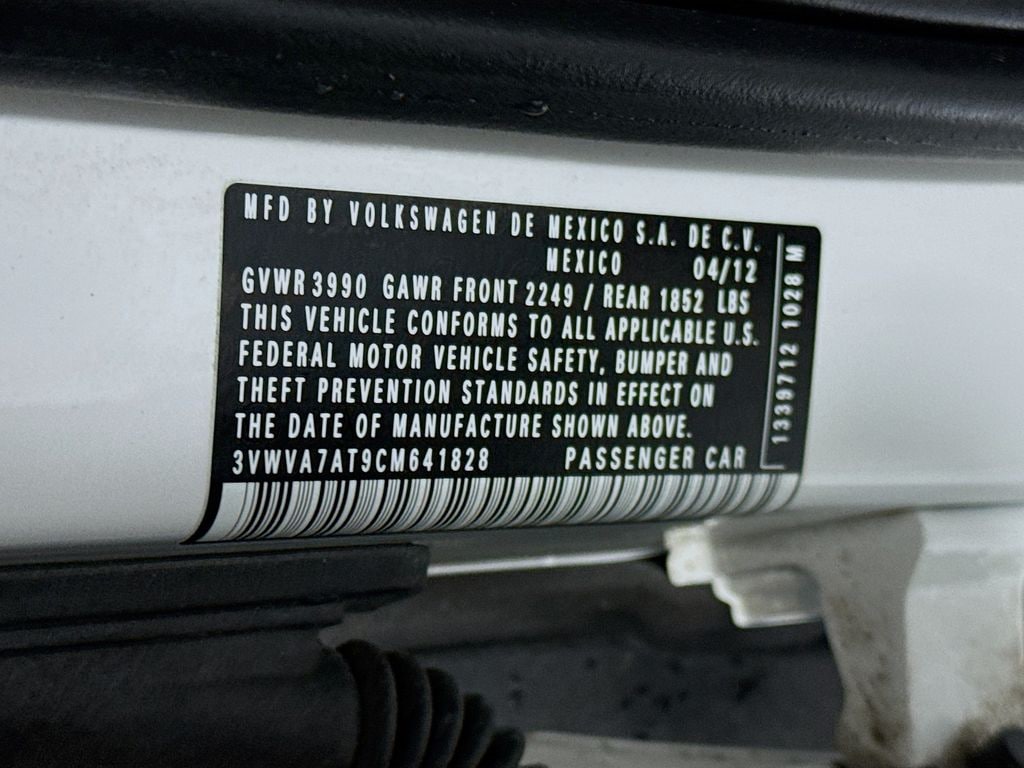 MFD BY VOLKSWAGEN DE MEXICO S.A. DE C.V.
MEXICO 04/12
GVWR 3990 GAWR FRONT 2249 / REAR 1852 LBS
THIS VEHICLE CONFORMS TO ALL APPLICABLE U.S.
FEDERAL MOTOR VEHICLE SAFETY, BUMPER AND
THEFT PREVENTION STANDARDS IN EFFECT ON
THE DATE OF MANUFACTURE SHOWN ABOVE.
3VWVA7AT9CM641828 PASSENGER CAR
1339712 1028 M